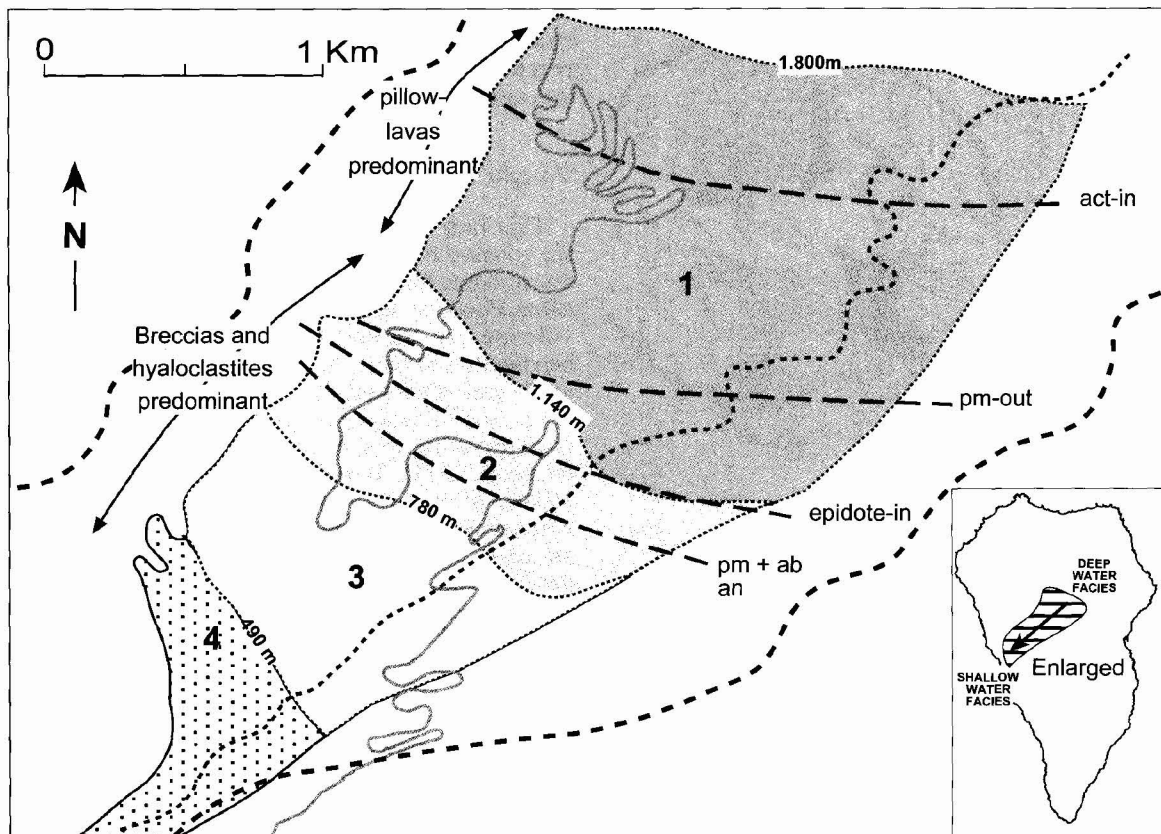 0
1 Km
pillow-
lavas
predominant
1.800m
N
act-in
1
Breccias and
hyaloclastites
predominant
pm-out
1.140 m
2
epidote-in
780 m
pm + ab
an
3
4
490 m
DEEP
WATER
FACIES
Enlarged
SHALLOW
WATER
FACIES